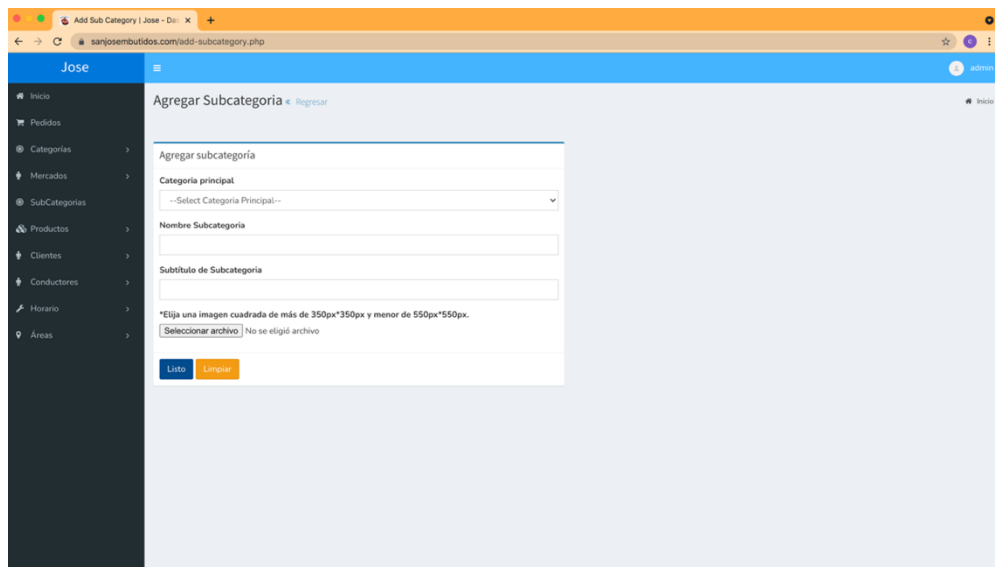 Add Sub Category | Jose - Da
sanjosembutidos.com/add-subcategory.php
Jose
admin
Inicio
Pedidos
Categorías
Mercados
SubCategorias
Productos
Clientes
Conductores
Horario
Áreas
Agregar Subcategoria « Regresar
Inicio
Agregar subcategoría
Categoria principal
--Select Categoria Principal--
Nombre Subcategoria
Subtítulo de Subcategoria
*Elija una imagen cuadrada de más de 350px*350px y menor de 550px*550px.
Seleccionar archivo No se eligió archivo
Listo Limpiar